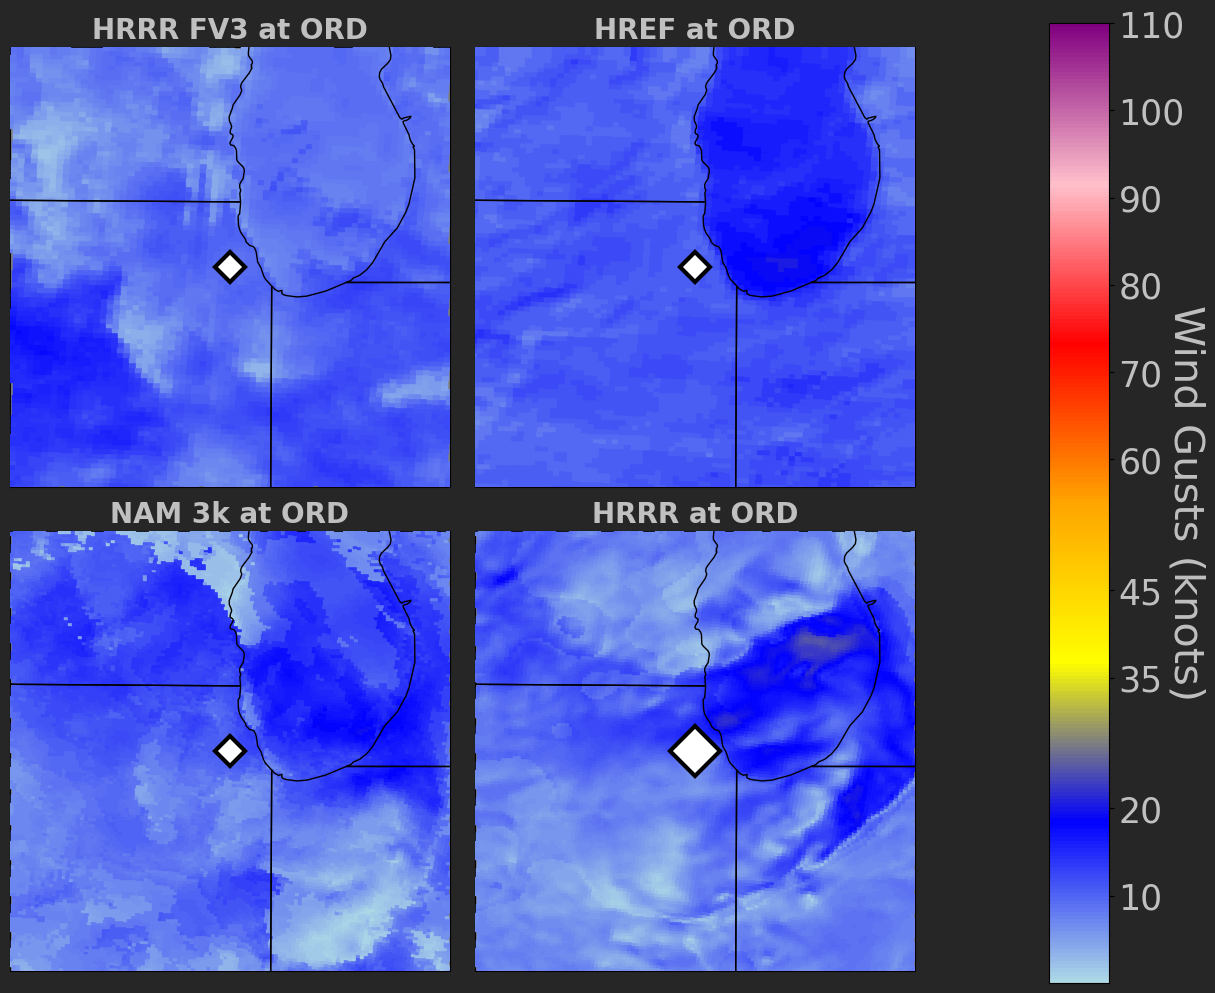 HRRR FV3 at ORD
HREF at ORD
NAM 3k at ORD
HRRR at ORD
110
100
90
80
70
60
45
35
20
10
Wind Gusts (knots)